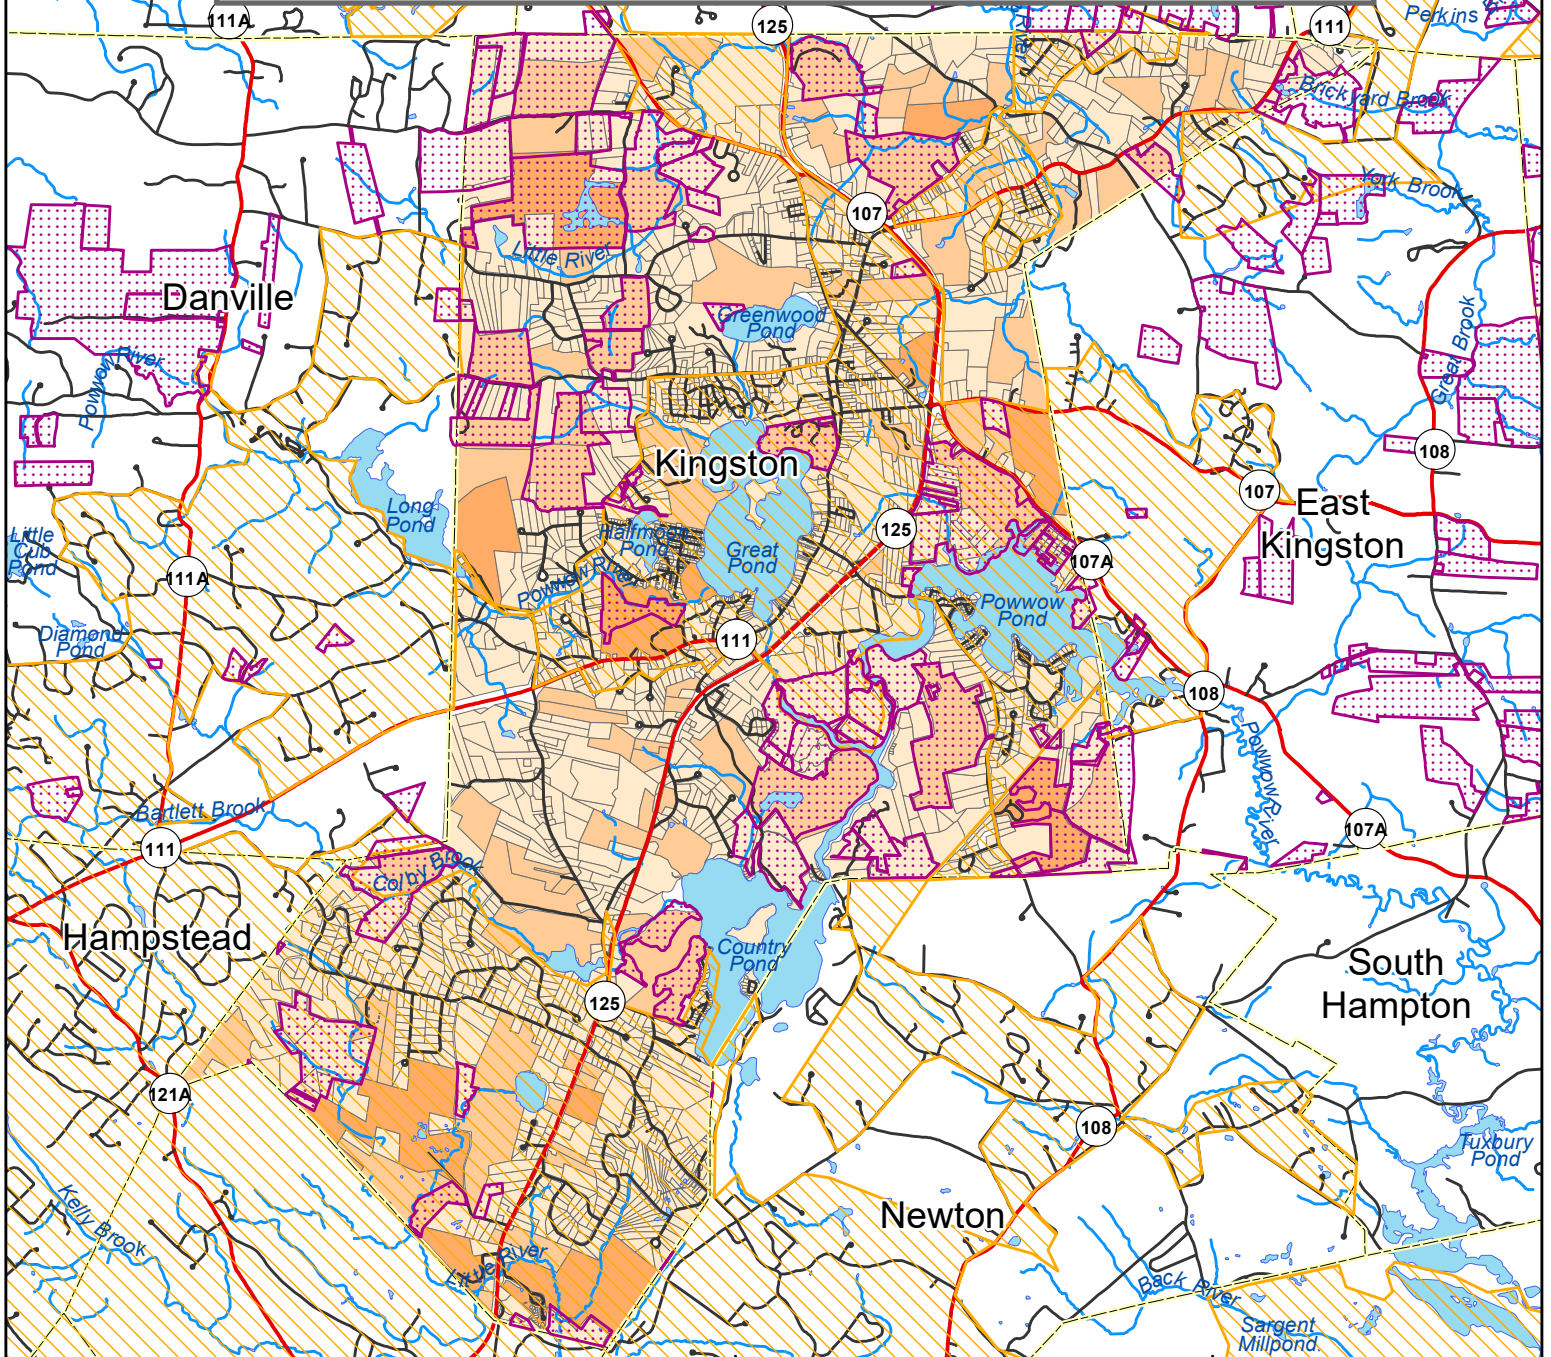 111A
125
111
Perkins
River
Brickyard Brook
York Brook
107
Little River
Danville
Greenwood
Pond
Powwow River
Great Brook
Kingston
108
107
East
Kingston
Long
Pond
Halfmoon
Pond
125
Great
Pond
Little
Cub
Pond
111A
107A
Powwow River
Powwow
Pond
Diamond
Pond
111
108
Powwow River
Bartlett Brook
107A
111
Colby Brook
Hampstead
Country
Pond
South
Hampton
125
121A
108
Tuxbury
Pond
Kelly Brook
Newton
Little River
Back River
Sargent
Millpond